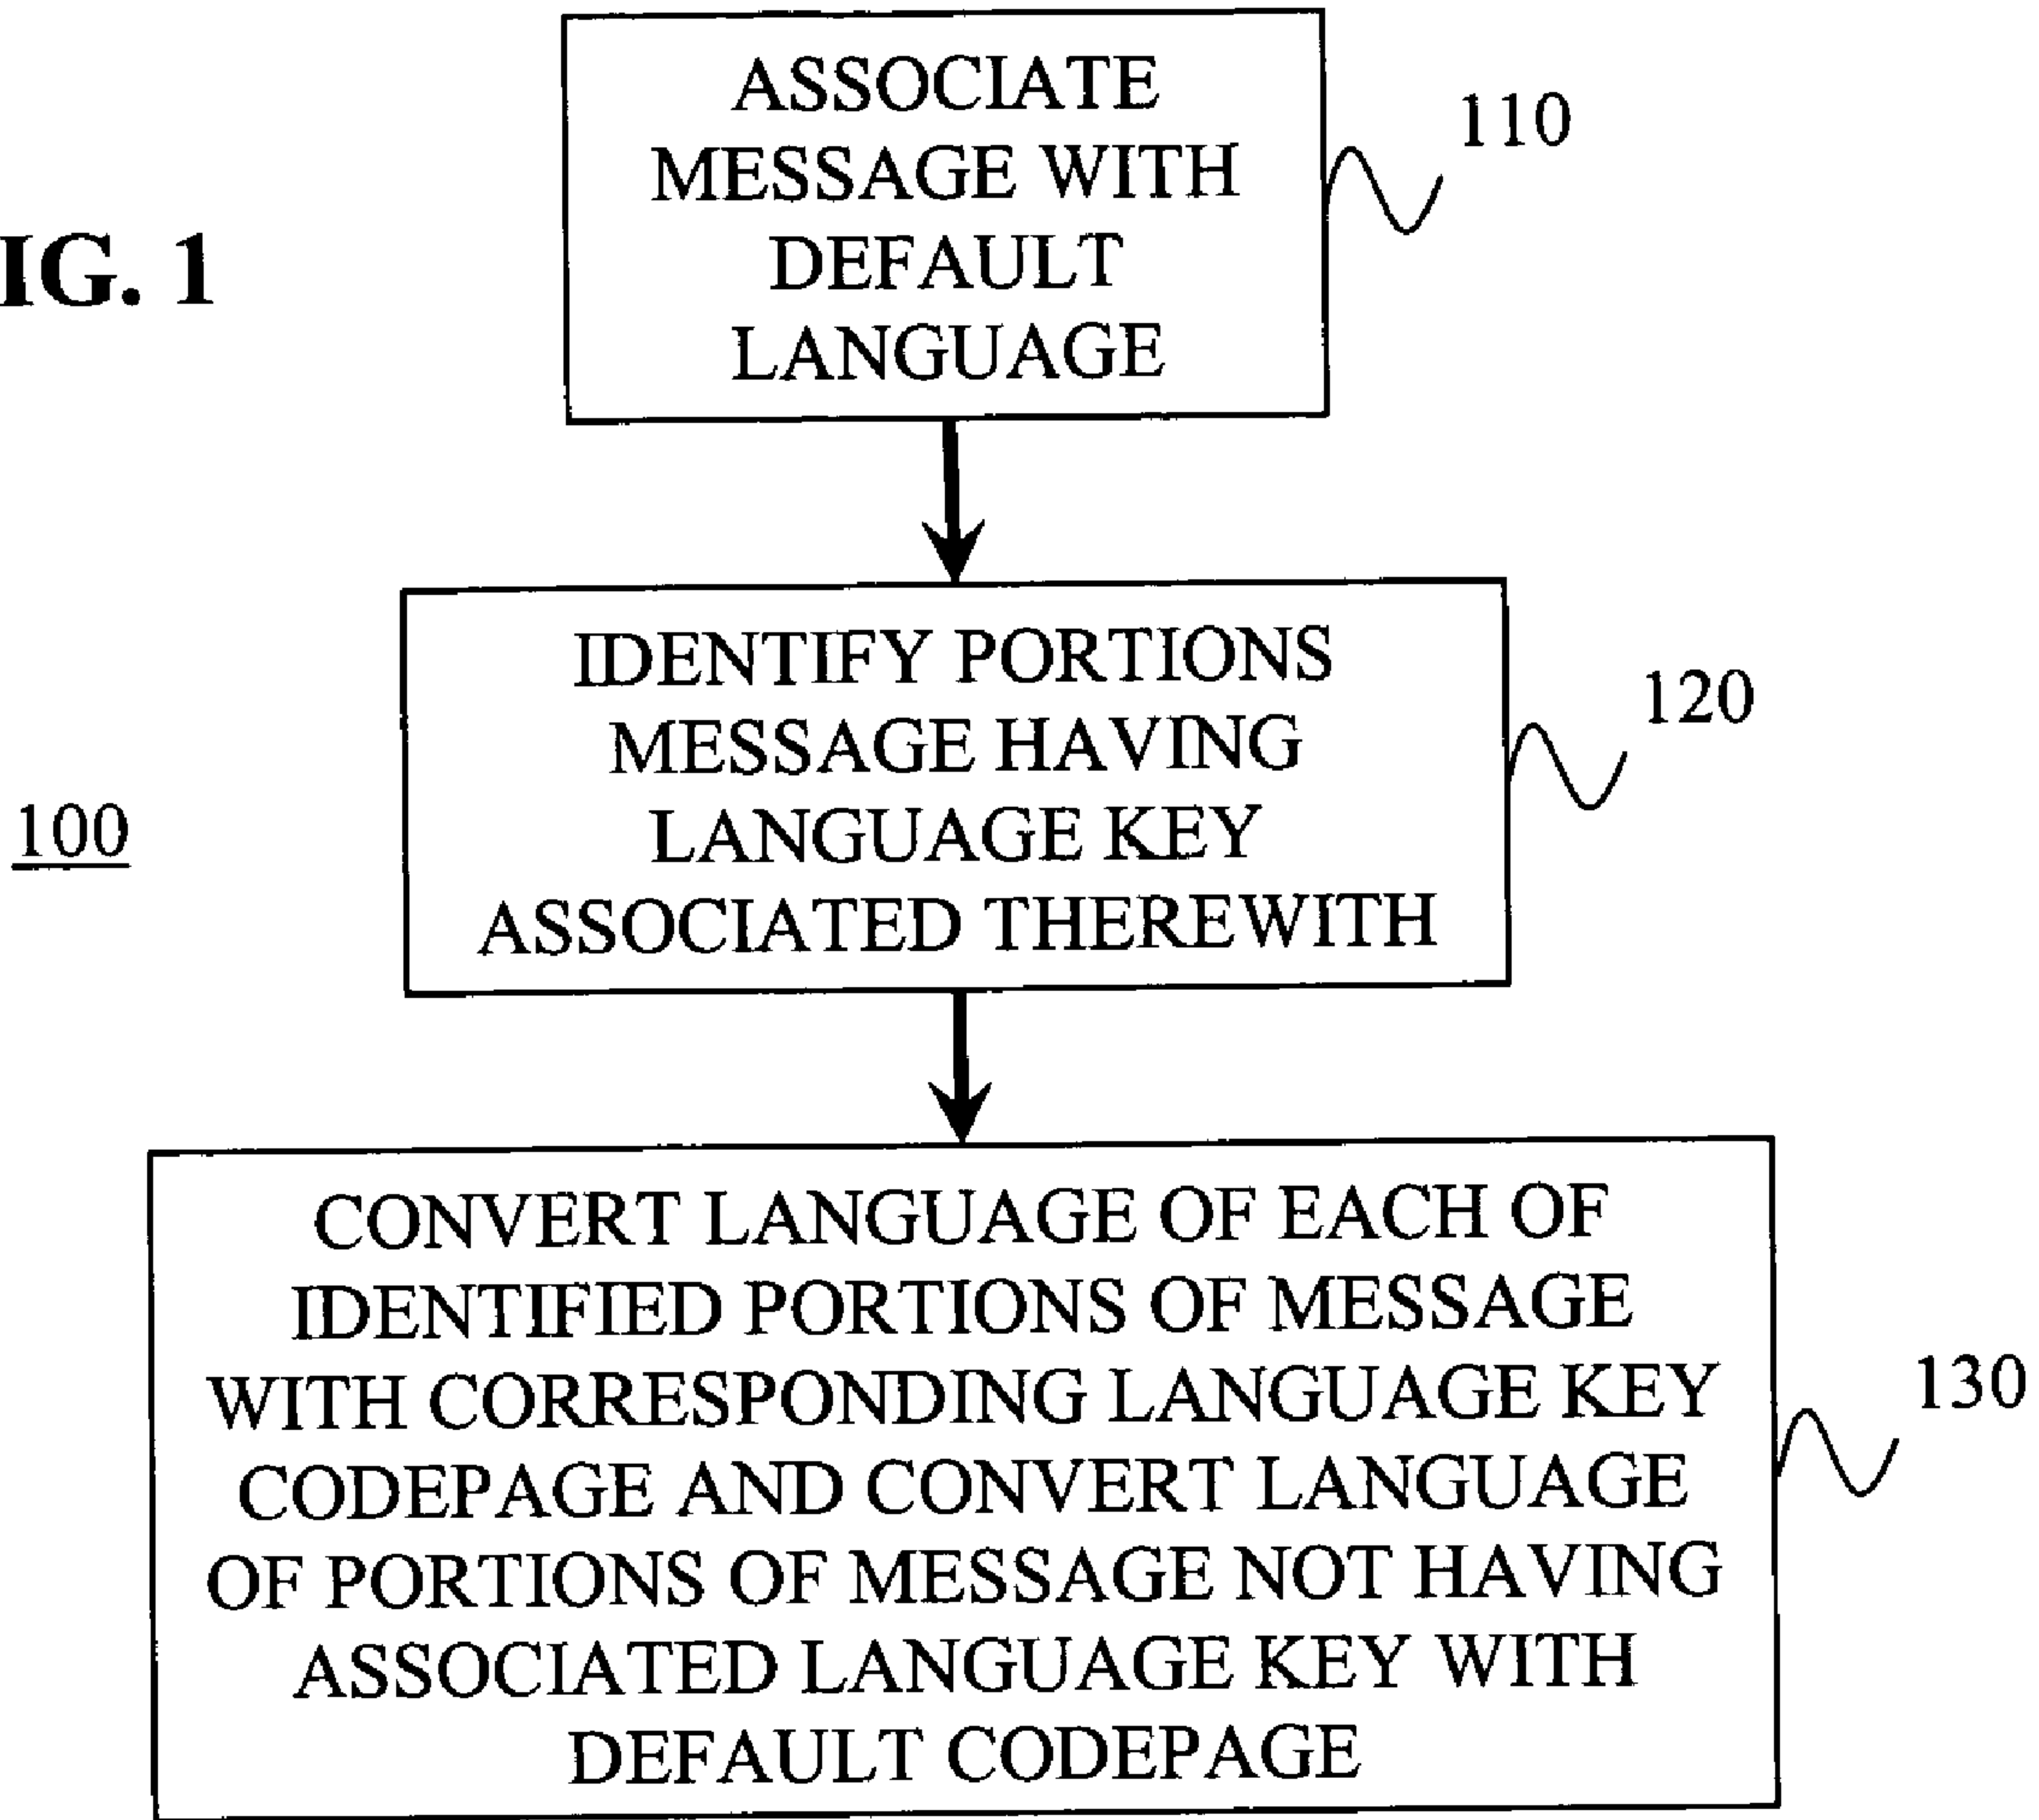 ASSOCIATE
MESSAGE WITH
DEFAULT
LANGUAGE
110
IG. 1
IDENTIFY PORTIONS
MESSAGE HAVING
LANGUAGE KEY
ASSOCIATED THEREWITH
120
100
CONVERT LANGUAGE OF EACH OF
IDENTIFIED PORTIONS OF MESSAGE
WITH CORRESPONDING LANGUAGE KEY
CODEPAGE AND CONVERT LANGUAGE
OF PORTIONS OF MESSAGE NOT HAVING
ASSOCIATED LANGUAGE KEY WITH
DEFAULT CODEPAGE
130